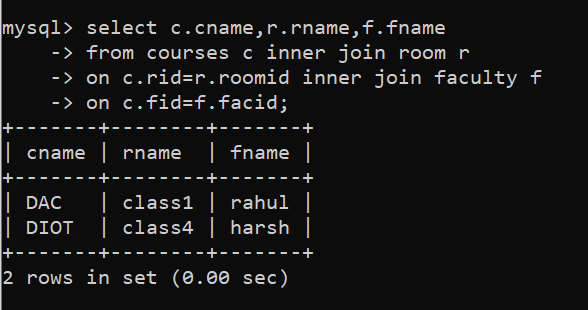 mysql> select c.cname,r.rname,f.fname
    -> from courses c inner join room r
    -> on c.rid=r.roomid inner join faculty f
    -> on c.fid=f.facid;
+-------+--------+-------+
| cname | rname  | fname |
+-------+--------+-------+
| DAC   | class1 | rahul |
| DIOT  | class4 | harsh |
+-------+--------+-------+
2 rows in set (0.00 sec)